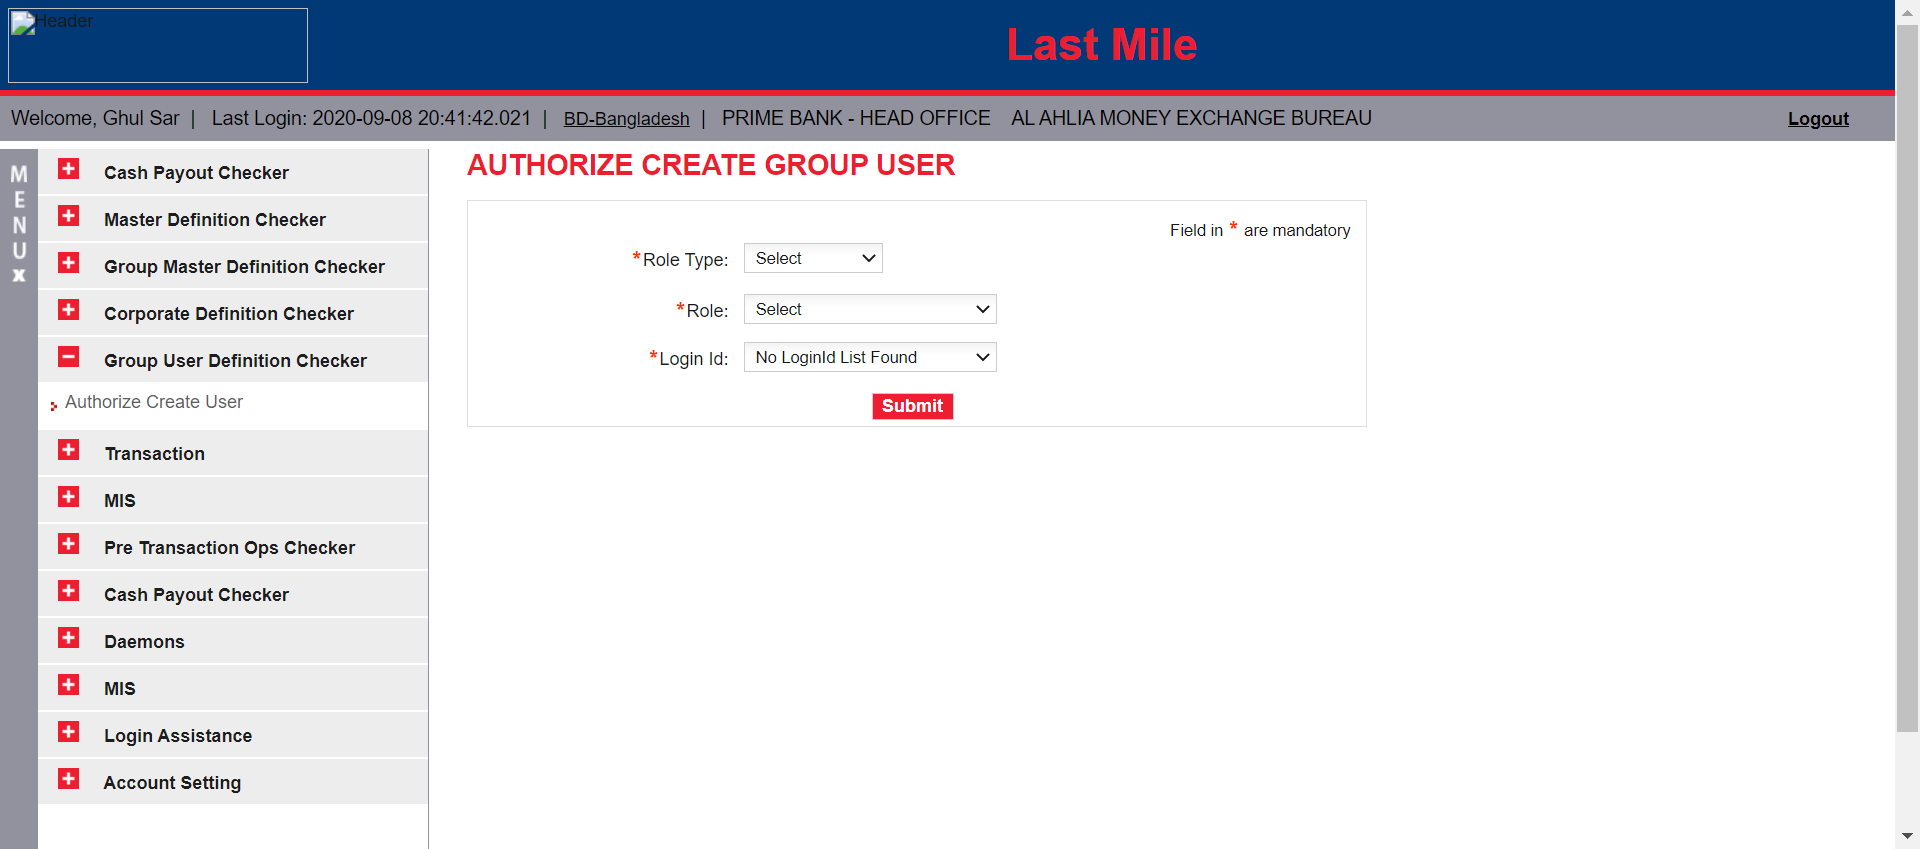 Header
Last Mile
Welcome, Ghul Sar | Last Login: 2020-09-08 20:41:42.021 | BD-Bangladesh | PRIME BANK - HEAD OFFICE AL AHLIA MONEY EXCHANGE BUREAU Logout
MENU X
Cash Payout Checker
Master Definition Checker
Group Master Definition Checker
Corporate Definition Checker
Group User Definition Checker
Authorize Create User
Transaction
MIS
Pre Transaction Ops Checker
Cash Payout Checker
Daemons
MIS
Login Assistance
Account Setting
AUTHORIZE CREATE GROUP USER
Field in * are mandatory
*Role Type: Select
*Role: Select
*Login Id: No LoginId List Found
Submit